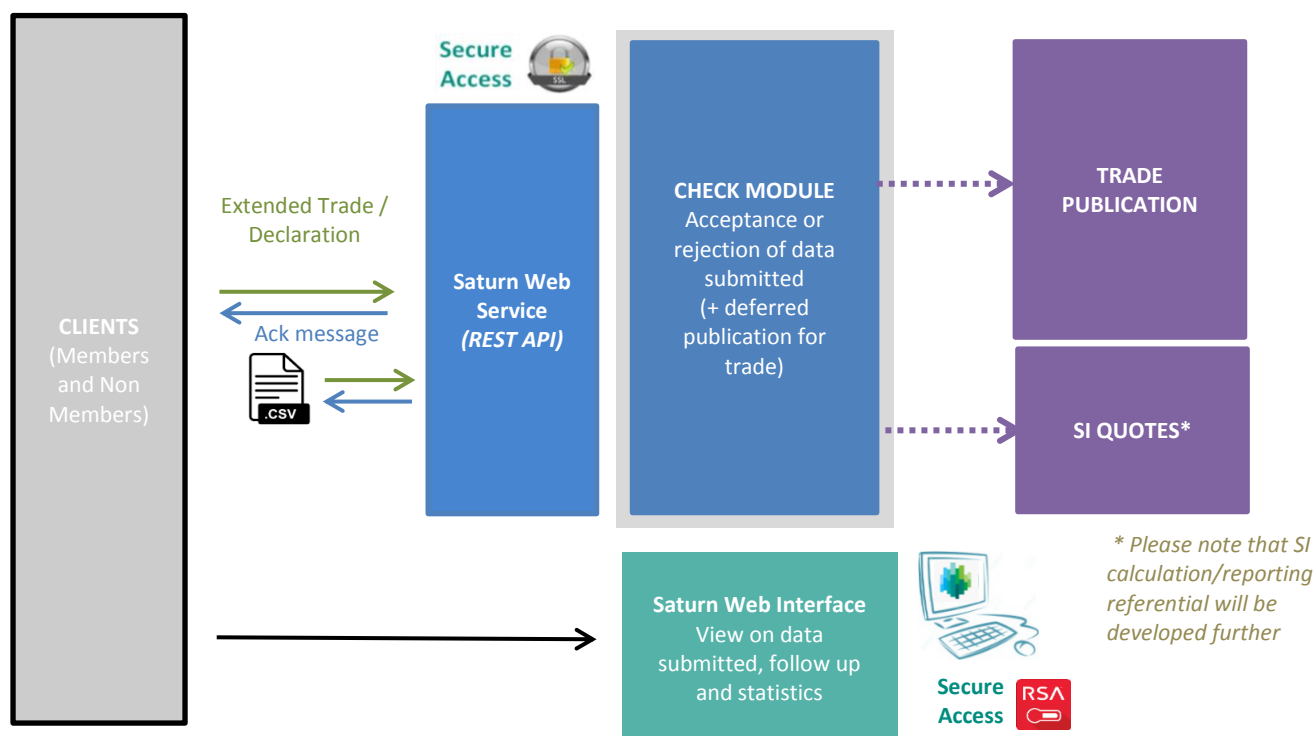 CLIENTS
(Members
and Non
Members)
Extended Trade /
Declaration
Ack message
.CSV
Secure
Access
SSL
Saturn Web
Service
(REST API)
CHECK MODULE
Acceptance or
rejection of data
submitted
(+ deferred
publication for
trade)
TRADE
PUBLICATION
SI QUOTES*
* Please note that SI
calculation/reporting
referential will be
developed further
Saturn Web Interface
View on data
submitted, follow up
and statistics
Secure
Access
RSA